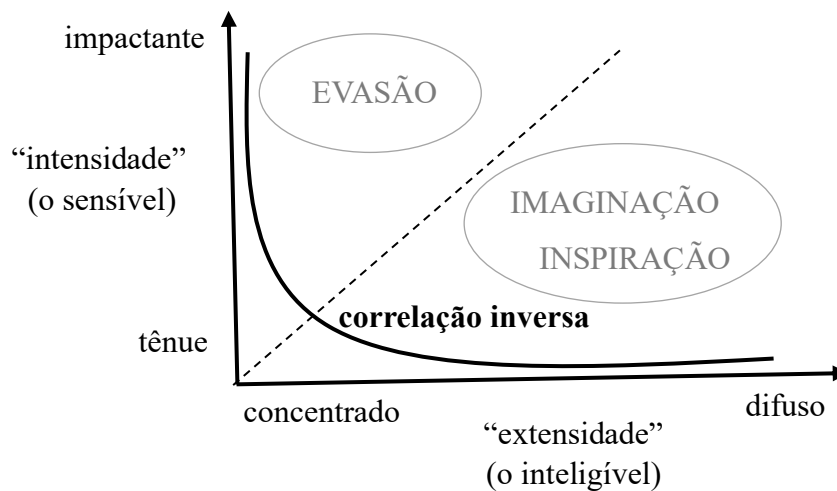 impactante
EVASÃO
“intensidade”
(o sensível)
IMAGINAÇÃO
INSPIRAÇÃO
correlação inversa
tênue
concentrado
difuso
“extensidade”
(o inteligível)